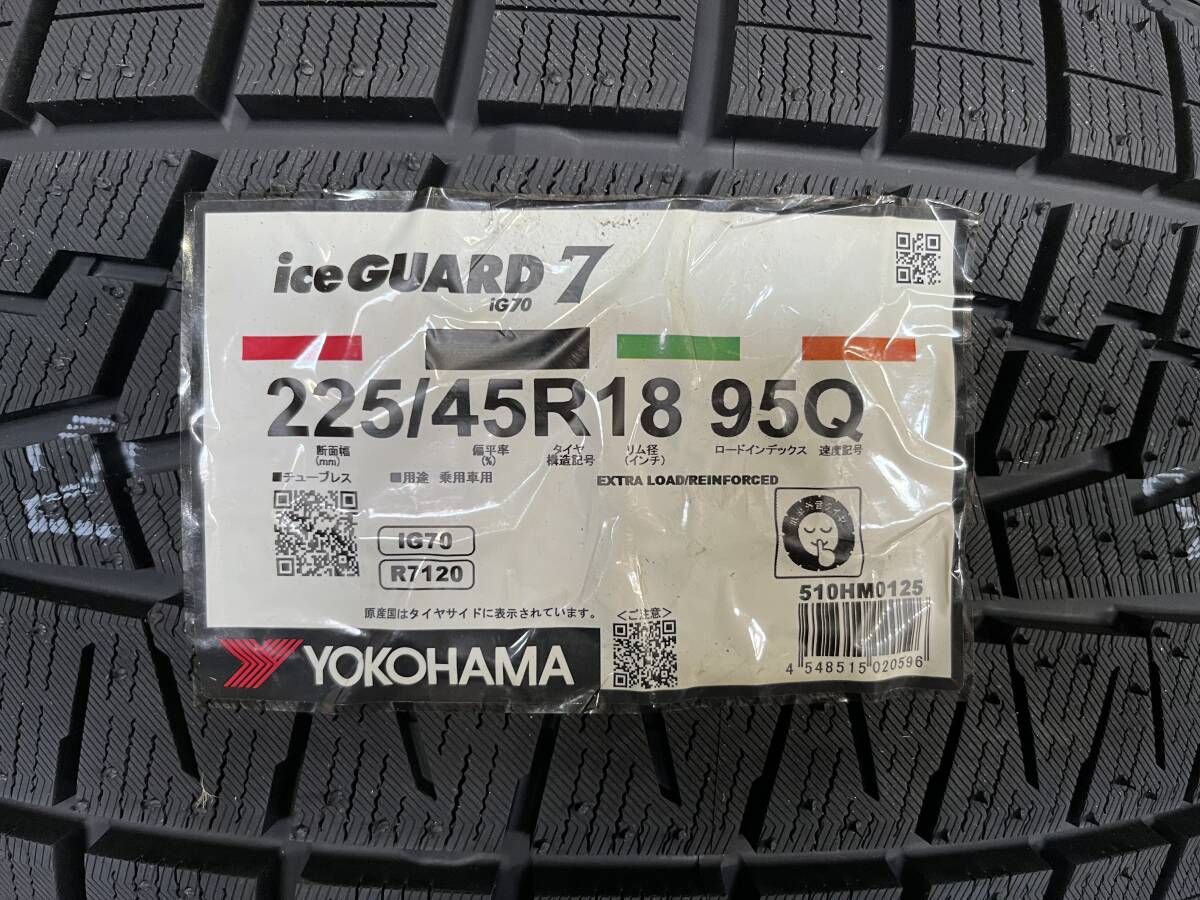 iceGUARD 7
iG70
225/45R18 95Q
断面幅 偏平率 タイヤ リム径 ロードインデックス 速度記号
(mm) (%) 構造記号 (インチ)
■チューブレス ■用途 乗用車用 EXTRA LOAD/REINFORCED
IG70
R7120
510HM0125
原産国はタイヤサイドに表示されています。 <ご注意>
YOKOHAMA
4 548515 020596